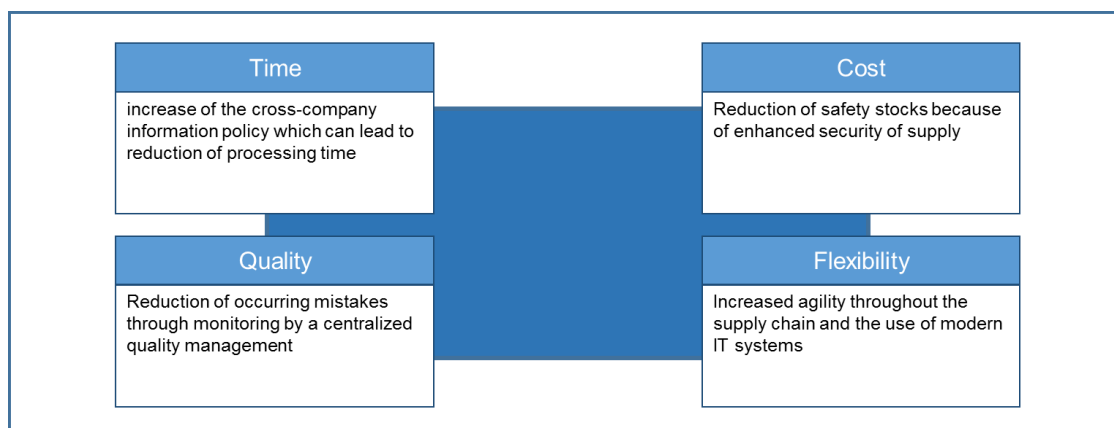 Time
increase of the cross-company
information policy which can lead to
reduction of processing time
Cost
Reduction of safety stocks because
of enhanced security of supply
Quality
Reduction of occurring mistakes
through monitoring by a centralized
quality management
Flexibility
Increased agility throughout the
supply chain and the use of modern
IT systems